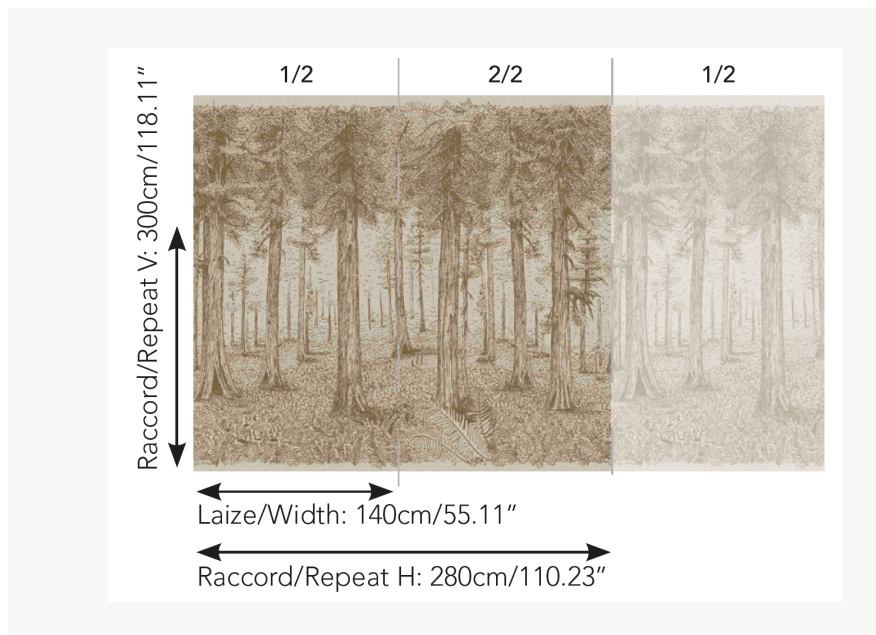 1/2
2/2
1/2
Raccord/Repeat V: 300cm/118.11”
Laize/Width: 140cm/55.11”
Raccord/Repeat H: 280cm/110.23”